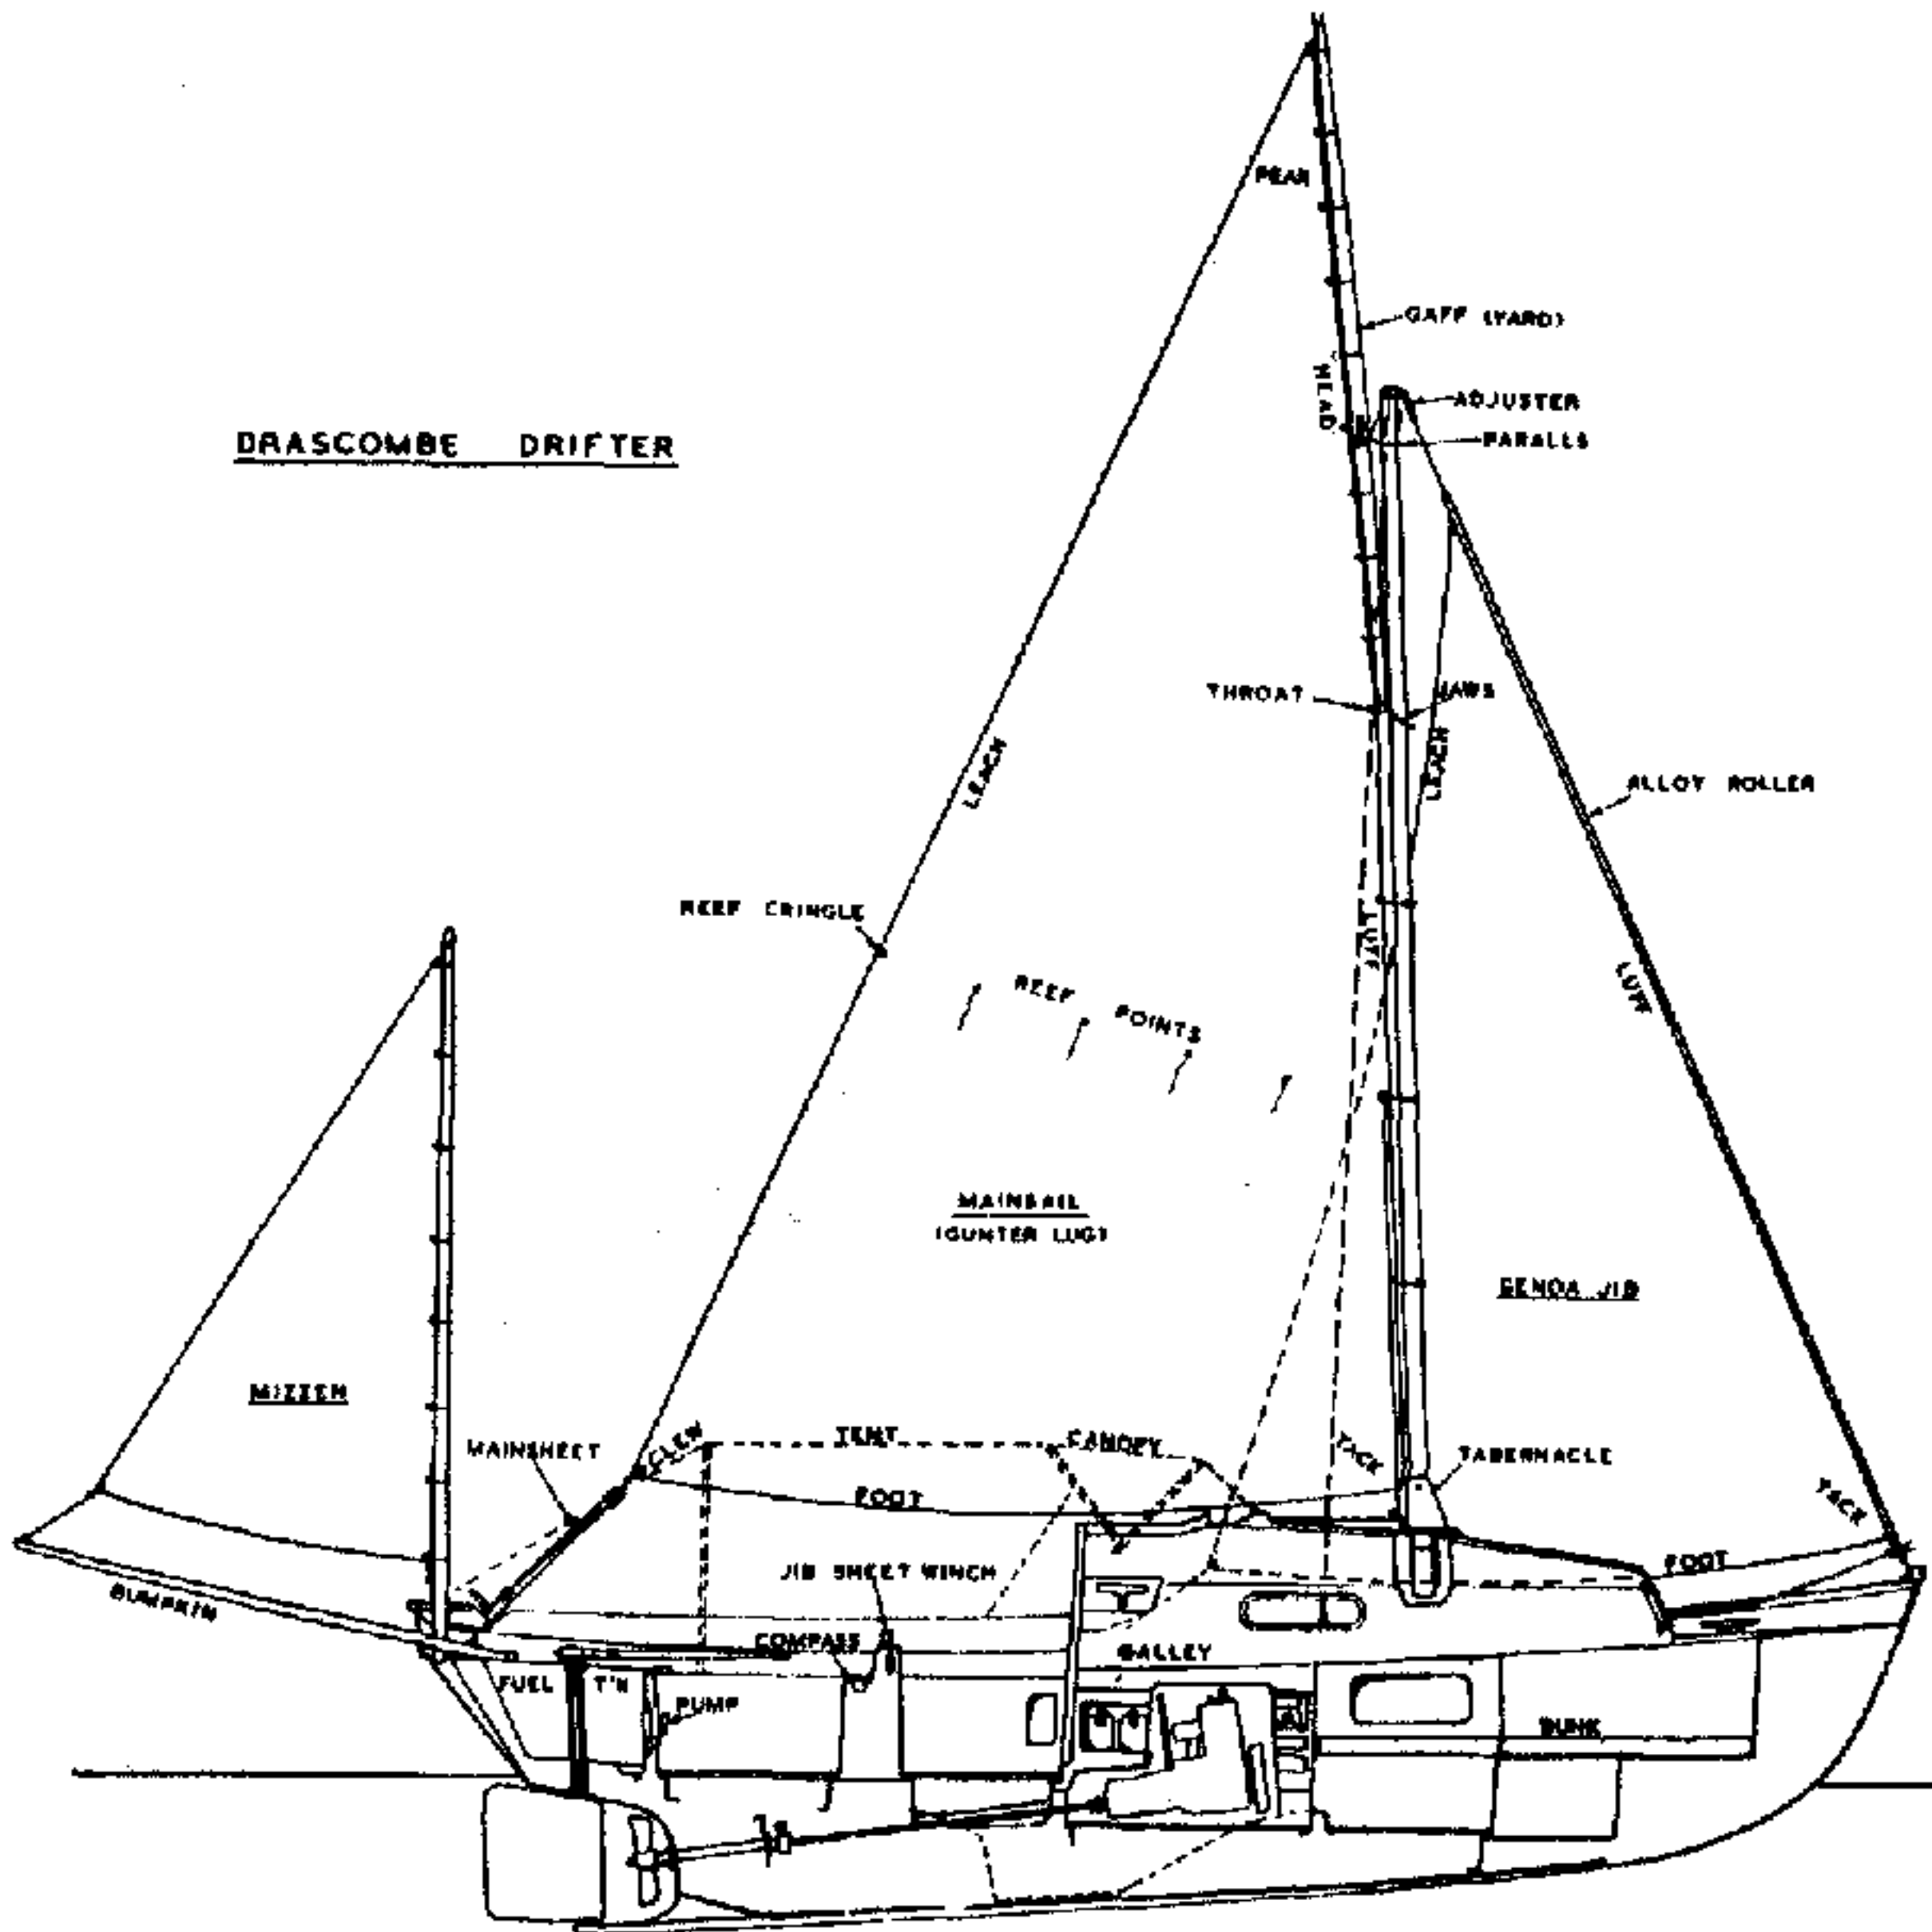 PEAK
GAFF (YARD)
HEAD
ADJUSTER
PARALLS
DRASCOMBE DRIFTER
THROAT
JAWS
LEACH
LEACH
ALLOY ROLLER
REEF CRINGLE
LUFF
LUFF
REEF POINTS
MAINSAIL
(GUNTER LUG)
GENOA JIB
MIZZEN
MAINSHEET
CLEW
TENT
CANOPY
TACK
TABERNACLE
FOOT
TACK
FOOT
JIB SHEET WINCH
BUMPKIN
COMPASS
GALLEY
FUEL T'K
PUMP
BUNK